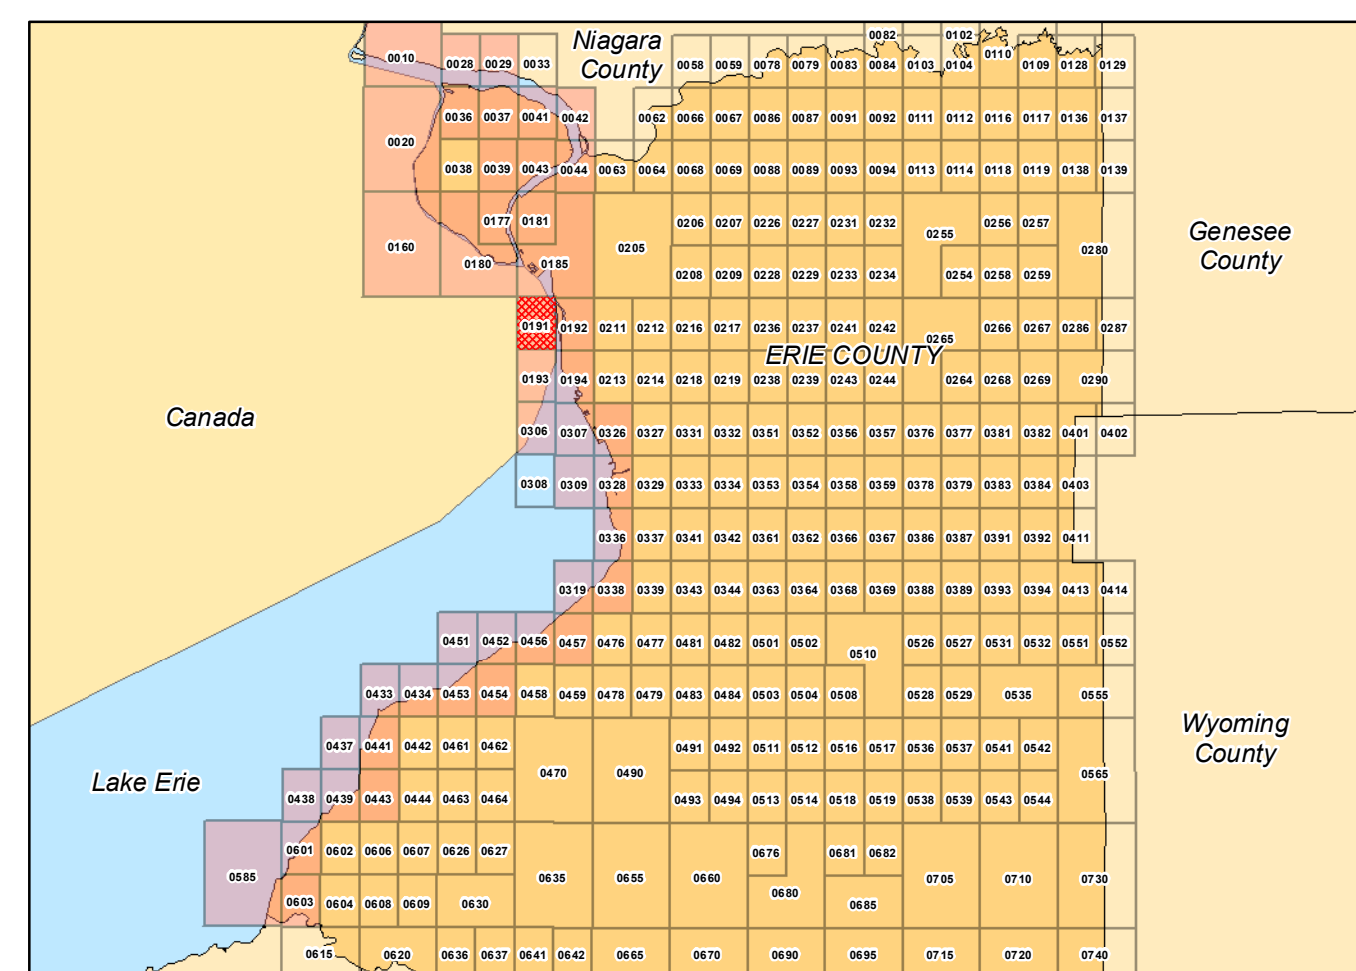 Niagara
County
0082 0102
0010 0028 0029 0033 0058 0059 0078 0079 0083 0084 0103 0104 0110 0109 0128 0129
0036 0037 0041 0042 0062 0066 0067 0086 0087 0091 0092 0111 0112 0116 0117 0136 0137
0020
0038 0039 0043 0044 0063 0064 0068 0069 0088 0089 0093 0094 0113 0114 0118 0119 0138 0139
0177 0181 0206 0207 0226 0227 0231 0232 0255 0256 0257
0160 0205 0280
Genesee
County
0180 0185 0208 0209 0228 0229 0233 0234 0254 0258 0259
0191 0192 0211 0212 0216 0217 0236 0237 0241 0242 0265 0266 0267 0286 0287
ERIE COUNTY
0193 0194 0213 0214 0218 0219 0238 0239 0243 0244 0264 0268 0269 0290
Canada
0306 0307 0326 0327 0331 0332 0351 0352 0356 0357 0376 0377 0381 0382 0401 0402
0308 0309 0328 0329 0333 0334 0353 0354 0358 0359 0378 0379 0383 0384 0403
0336 0337 0341 0342 0361 0362 0366 0367 0386 0387 0391 0392 0411
0319 0338 0339 0343 0344 0363 0364 0368 0369 0388 0389 0393 0394 0413 0414
0451 0452 0456 0457 0476 0477 0481 0482 0501 0502 0510 0526 0527 0531 0532 0551 0552
0433 0434 0453 0454 0458 0459 0478 0479 0483 0484 0503 0504 0508 0528 0529 0535 0555
Wyoming
County
0437 0441 0442 0461 0462 0491 0492 0511 0512 0516 0517 0536 0537 0541 0542
0470 0490 0565
Lake Erie
0438 0439 0443 0444 0463 0464 0493 0494 0513 0514 0518 0519 0538 0539 0543 0544
0601 0602 0606 0607 0626 0627 0676 0681 0682
0585 0635 0655 0660 0680 0705 0710 0730
0603 0604 0608 0609 0630 0685
0615 0620 0636 0637 0641 0642 0665 0670 0690 0695 0715 0720 0740